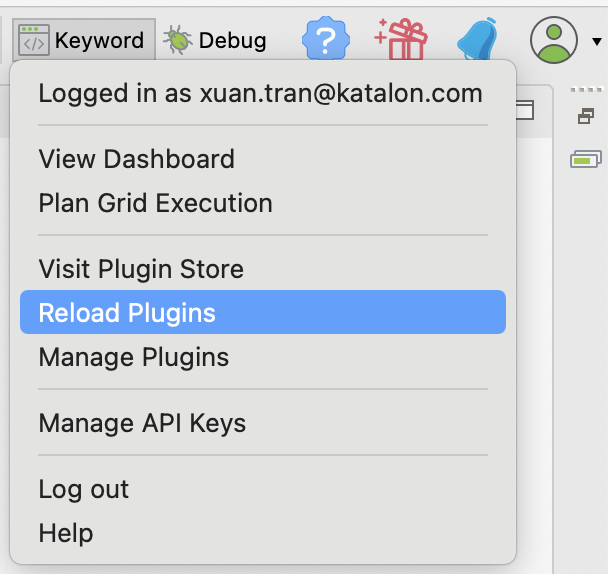 Keyword Debug
Logged in as xuan.tran@katalon.com
View Dashboard
Plan Grid Execution
Visit Plugin Store
Reload Plugins
Manage Plugins
Manage API Keys
Log out
Help